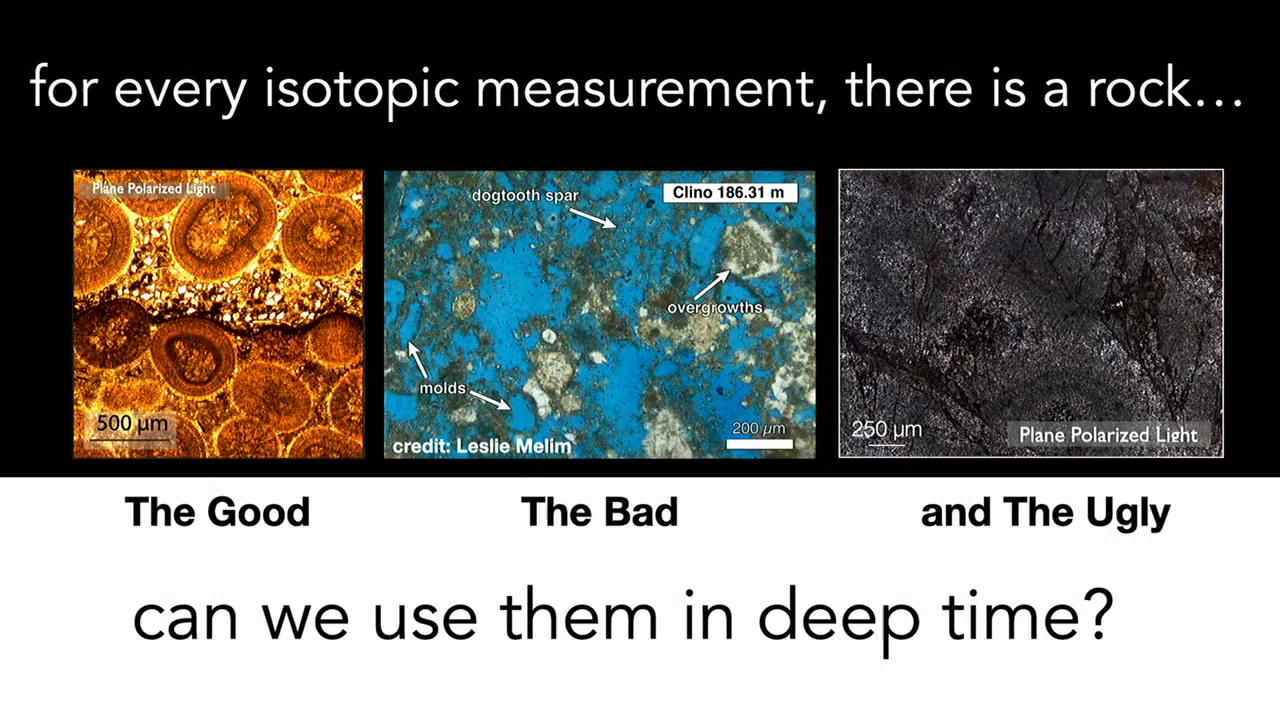 for every isotopic measurement, there is a rock…
Plane Polarized Light
500 µm
dogtooth spar
Clino 186.31 m
overgrowths
molds
credit: Leslie Melim
200 µm
250 µm
Plane Polarized Light
The Good
The Bad
and The Ugly
can we use them in deep time?